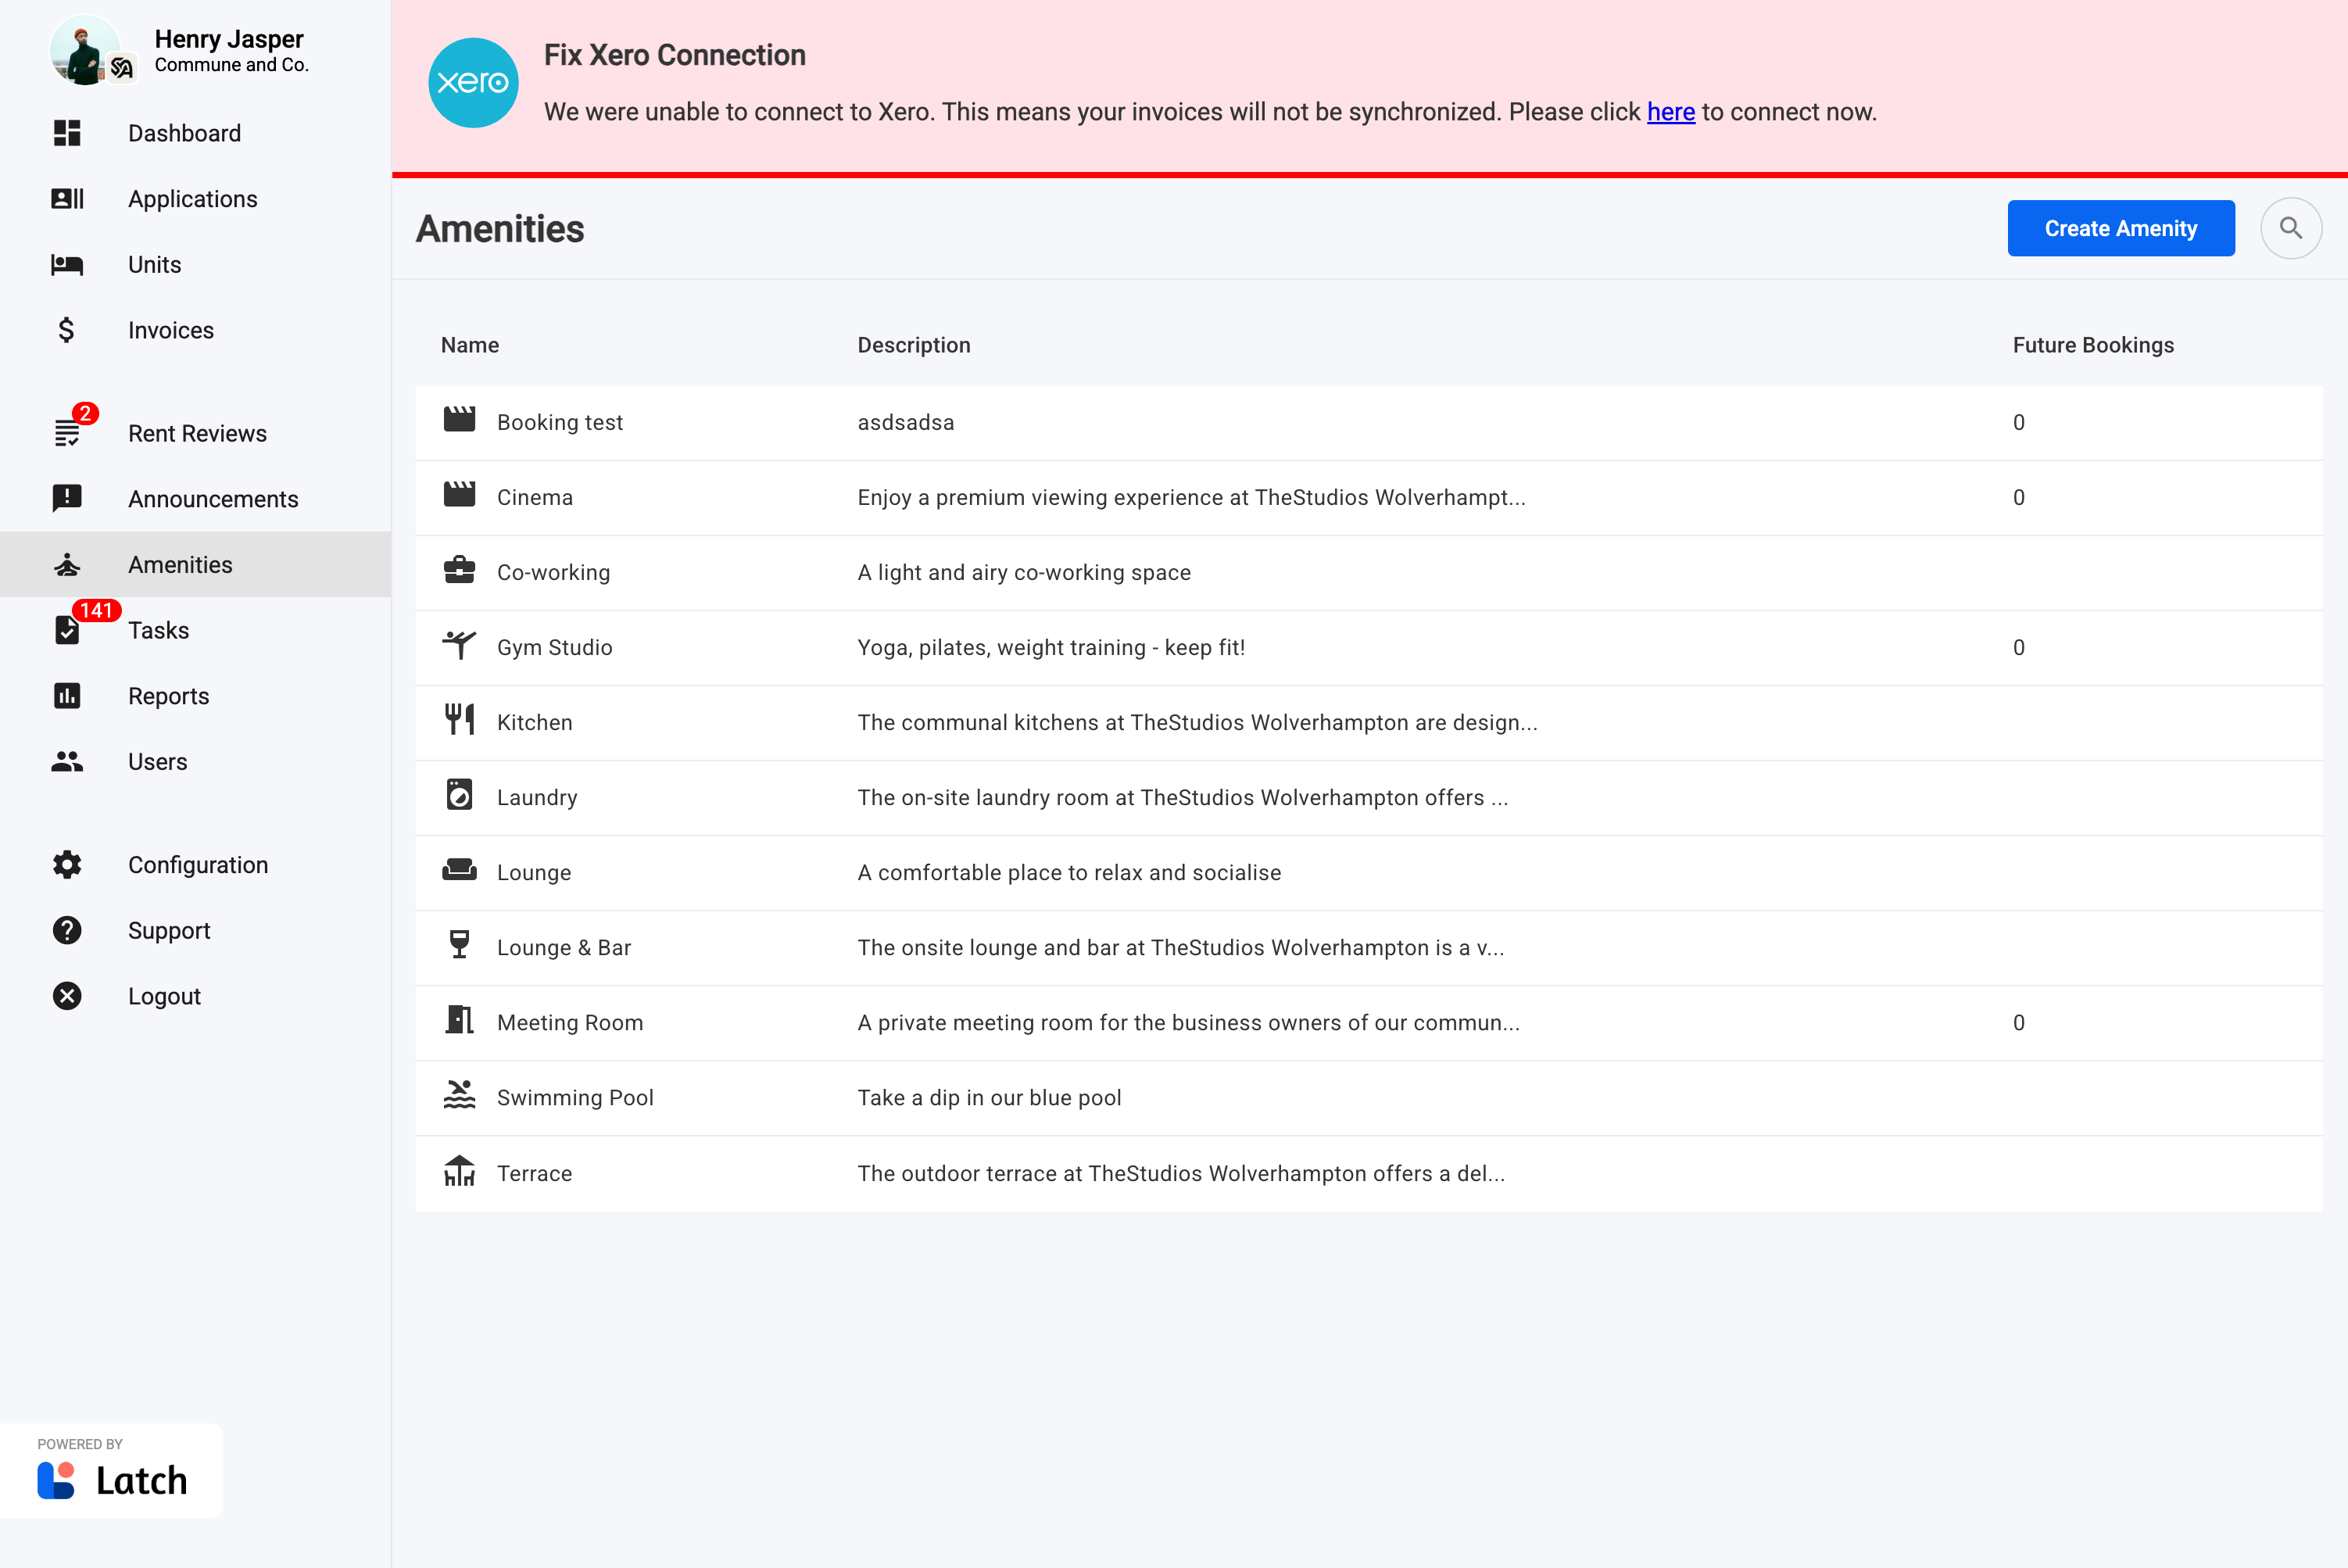 Henry Jasper
Commune and Co.
Dashboard
Applications
Units
Invoices
2
Rent Reviews
Announcements
Amenities
141
Tasks
Reports
Users
Configuration
Support
Logout
POWERED BY
Latch
xero
Fix Xero Connection
We were unable to connect to Xero. This means your invoices will not be synchronized. Please click here to connect now.
Amenities
Create Amenity
Name Description Future Bookings
Booking test asdsadsa 0
Cinema Enjoy a premium viewing experience at TheStudios Wolverhampt... 0
Co-working A light and airy co-working space
Gym Studio Yoga, pilates, weight training - keep fit! 0
Kitchen The communal kitchens at TheStudios Wolverhampton are design...
Laundry The on-site laundry room at TheStudios Wolverhampton offers ...
Lounge A comfortable place to relax and socialise
Lounge & Bar The onsite lounge and bar at TheStudios Wolverhampton is a v...
Meeting Room A private meeting room for the business owners of our commun... 0
Swimming Pool Take a dip in our blue pool
Terrace The outdoor terrace at TheStudios Wolverhampton offers a del...